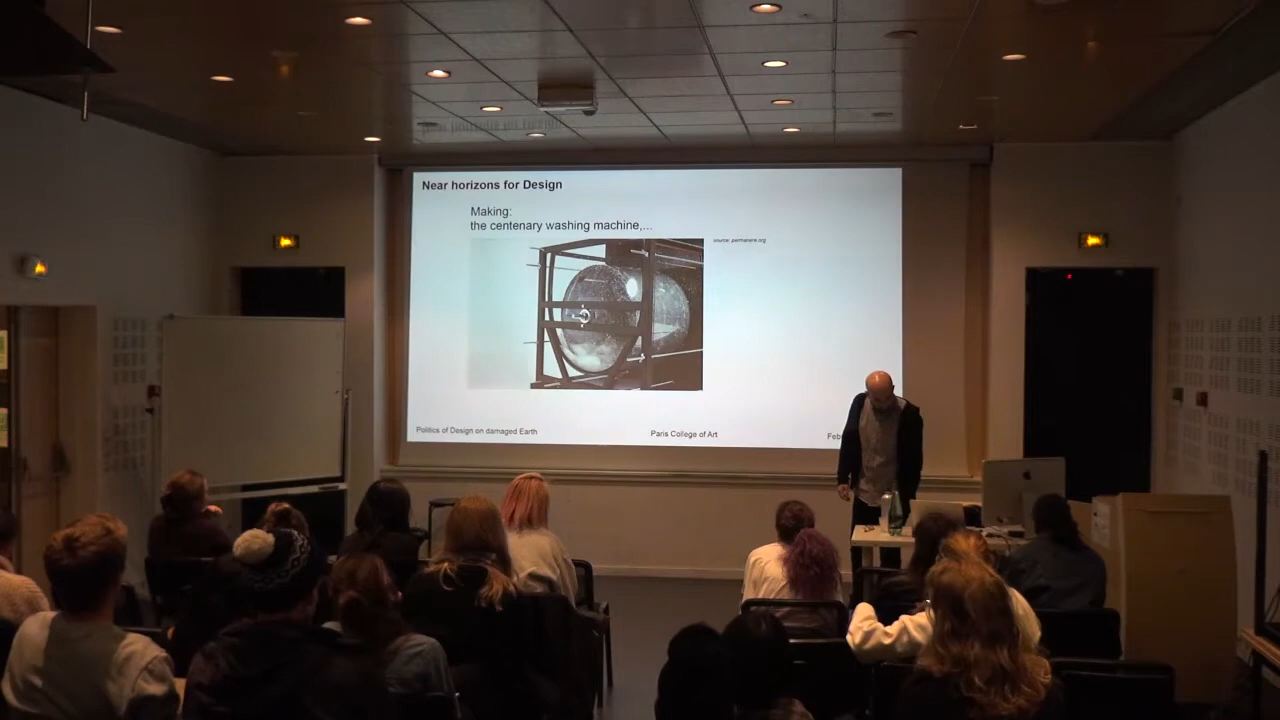 Near horizons for Design
Making:
the centenary washing machine,...
source: permanent.org
Politics of Design on damaged Earth
Paris College of Art
Feb